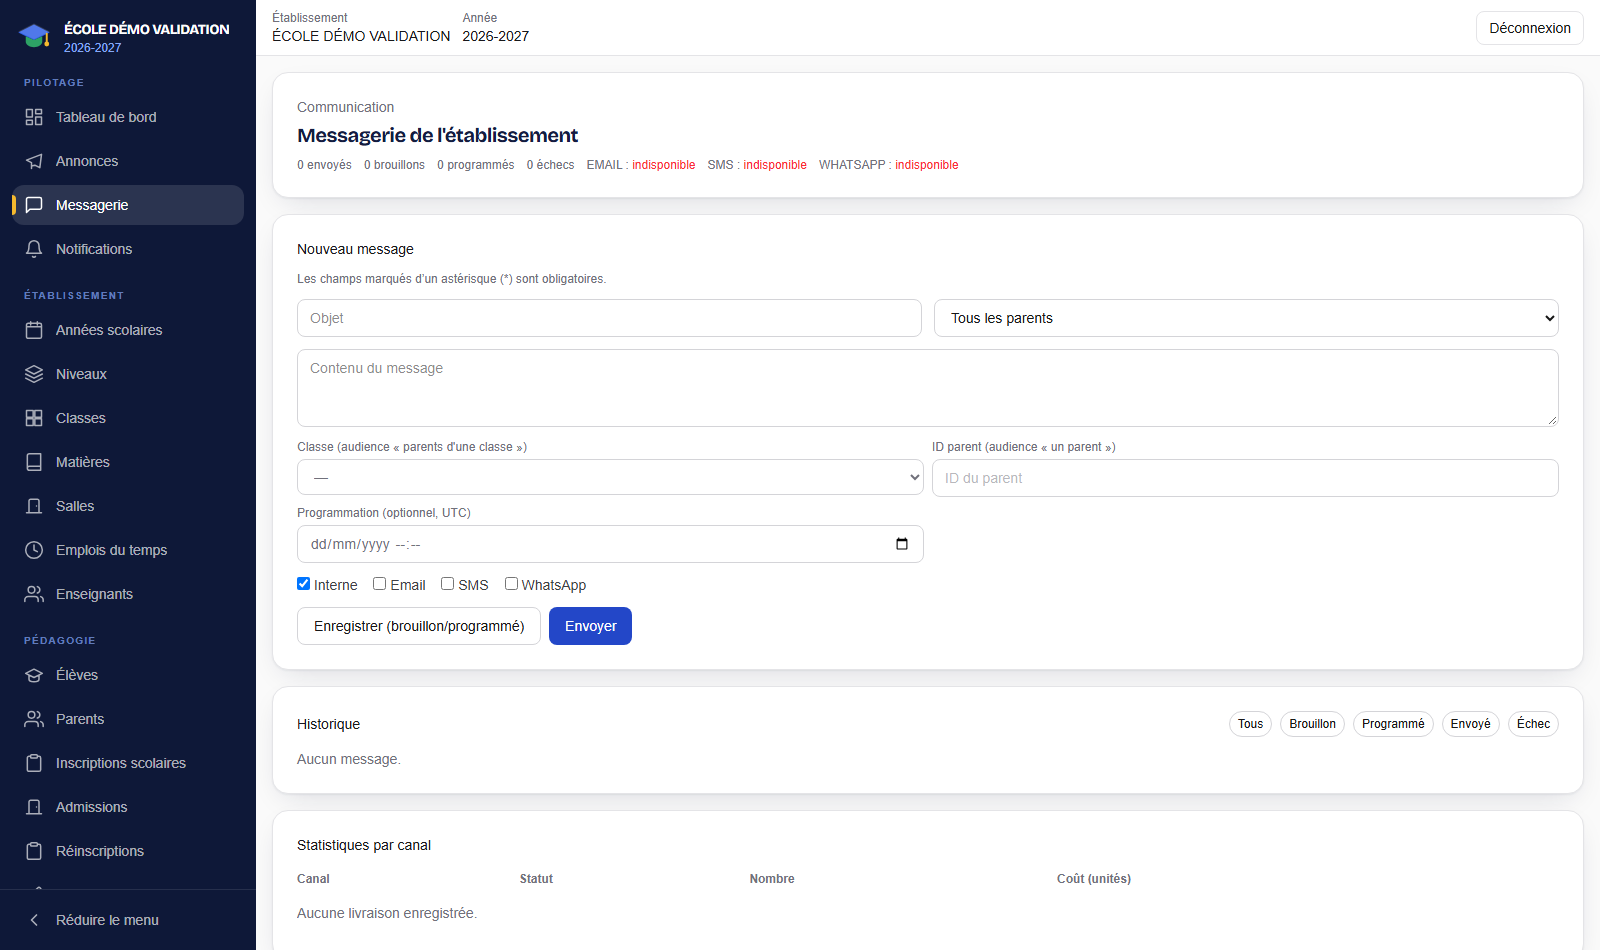 ÉCOLE DÉMO VALIDATION
2026-2027
PILOTAGE
Tableau de bord
Annonces
Messagerie
Notifications
ÉTABLISSEMENT
Années scolaires
Niveaux
Classes
Matières
Salles
Emplois du temps
Enseignants
PÉDAGOGIE
Élèves
Parents
Inscriptions scolaires
Admissions
Réinscriptions
Réduire le menu
Établissement Année
ÉCOLE DÉMO VALIDATION 2026-2027
Déconnexion
Communication
Messagerie de l'établissement
0 envoyés 0 brouillons 0 programmés 0 échecs EMAIL : indisponible SMS : indisponible WHATSAPP : indisponible
Nouveau message
Les champs marqués d'un astérisque (*) sont obligatoires.
Objet Tous les parents
Contenu du message
Classe (audience « parents d'une classe ») ID parent (audience « un parent »)
— ID du parent
Programmation (optionnel, UTC)
dd/mm/yyyy --:--
Interne Email SMS WhatsApp
Enregistrer (brouillon/programmé) Envoyer
Historique Tous Brouillon Programmé Envoyé Échec
Aucun message.
Statistiques par canal
Canal Statut Nombre Coût (unités)
Aucune livraison enregistrée.